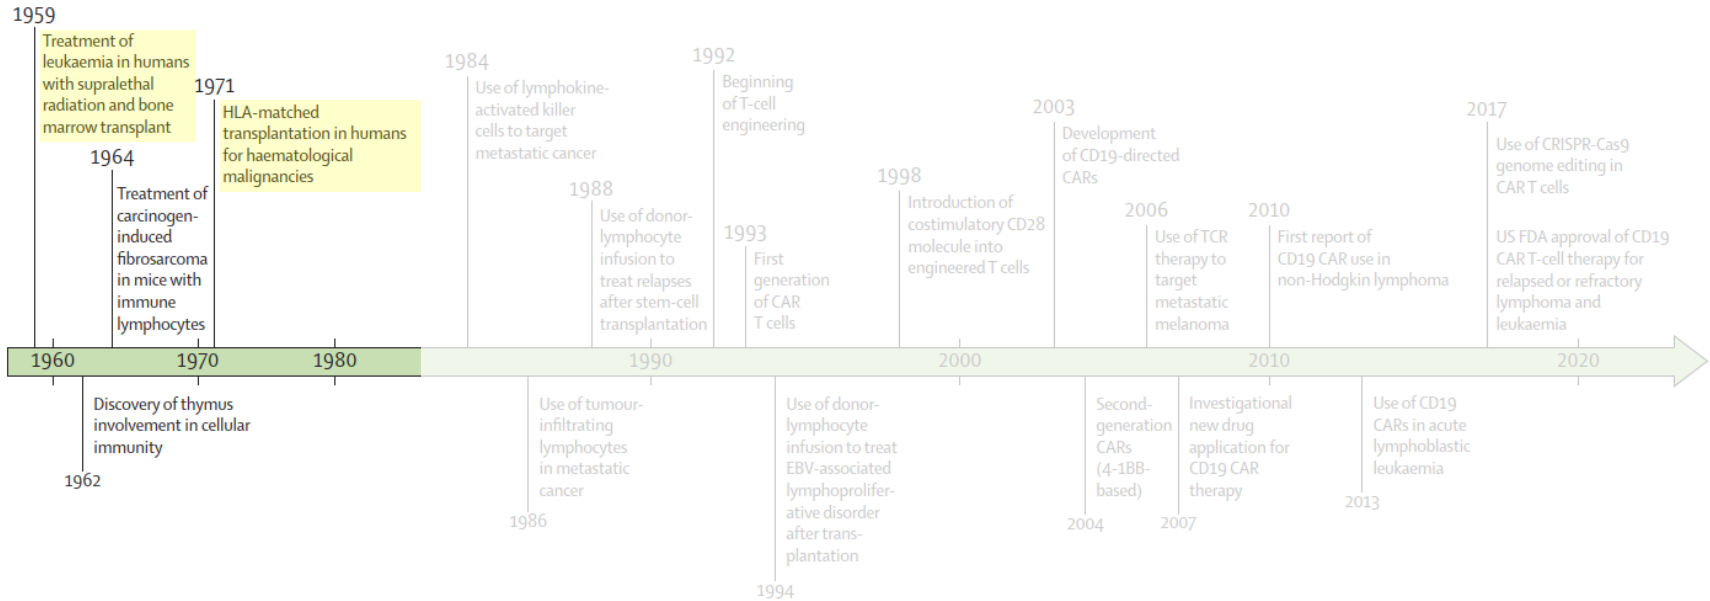 1959
Treatment of
leukaemia in humans
with supralethal
radiation and bone
marrow transplant
1964
Treatment of
carcinogen-
induced
fibrosarcoma
in mice with
immune
lymphocytes
1971
HLA-matched
transplantation in humans
for haematological
malignancies
1984
Use of lymphokine-
activated killer
cells to target
metastatic cancer
1988
Use of donor-
lymphocyte
infusion to
treat relapses
after stem-cell
transplantation
1992
Beginning
of T-cell
engineering
1993
First
generation
of CAR
T cells
1998
Introduction of
costimulatory CD28
molecule into
engineered T cells
2003
Development
of CD19-directed
CARs
2006
Use of TCR
therapy to
target
metastatic
melanoma
2010
First report of
CD19 CAR use in
non-Hodgkin lymphoma
2017
Use of CRISPR-Cas9
genome editing in
CAR T cells
US FDA approval of CD19
CAR T-cell therapy for
relapsed or refractory
lymphoma and
leukaemia
1960 1970 1980 1990 2000 2010 2020
Discovery of thymus
involvement in cellular
immunity
1962
Use of tumour-
infiltrating
lymphocytes
in metastatic
cancer
1986
Use of donor-
lymphocyte
infusion to treat
EBV-associated
lymphoprolifer-
ative disorder
after trans-
plantation
1994
Second-
generation
CARs
(4-1BB-
based)
2004
Investigational
new drug
application for
CD19 CAR
therapy
2007
Use of CD19
CARs in acute
lymphoblastic
leukaemia
2013